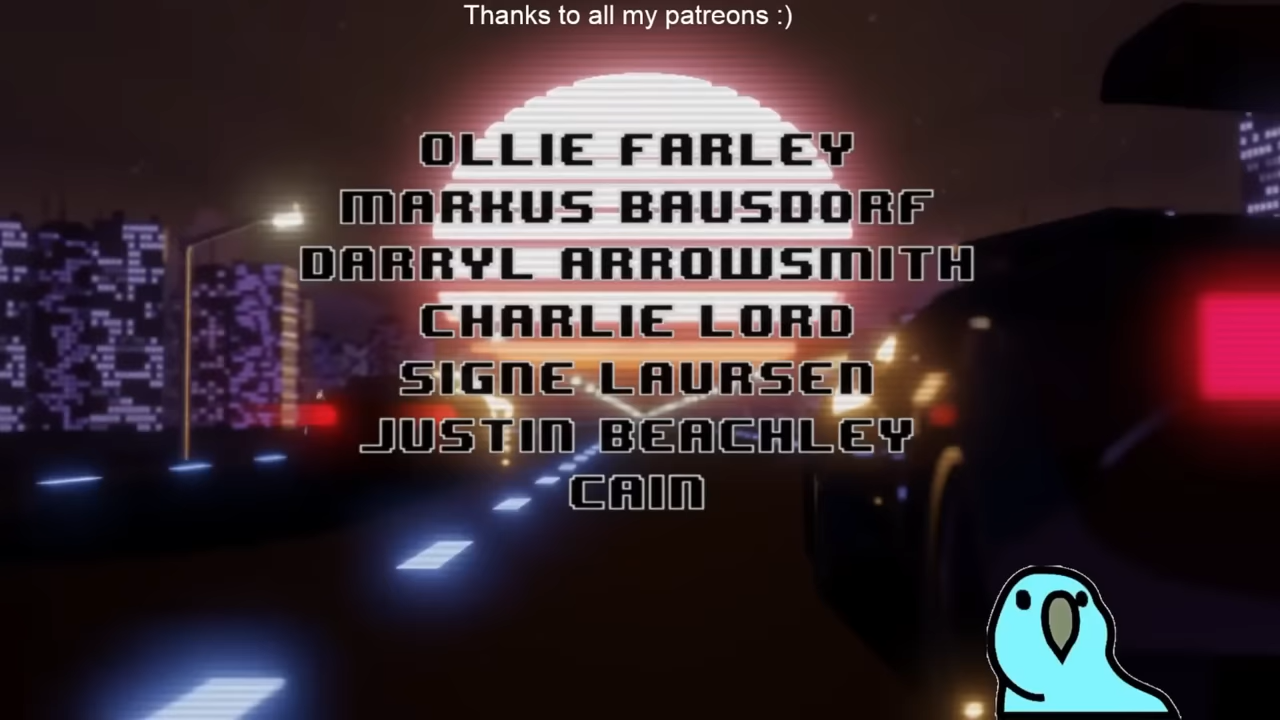 Thanks to all my patreons :)
OLLIE FARLEY
MARKUS BAUSDORF
DARRYL ARROWSMITH
CHARLIE LORD
SIGNE LAURSEN
JUSTIN BEACHLEY
CAIN